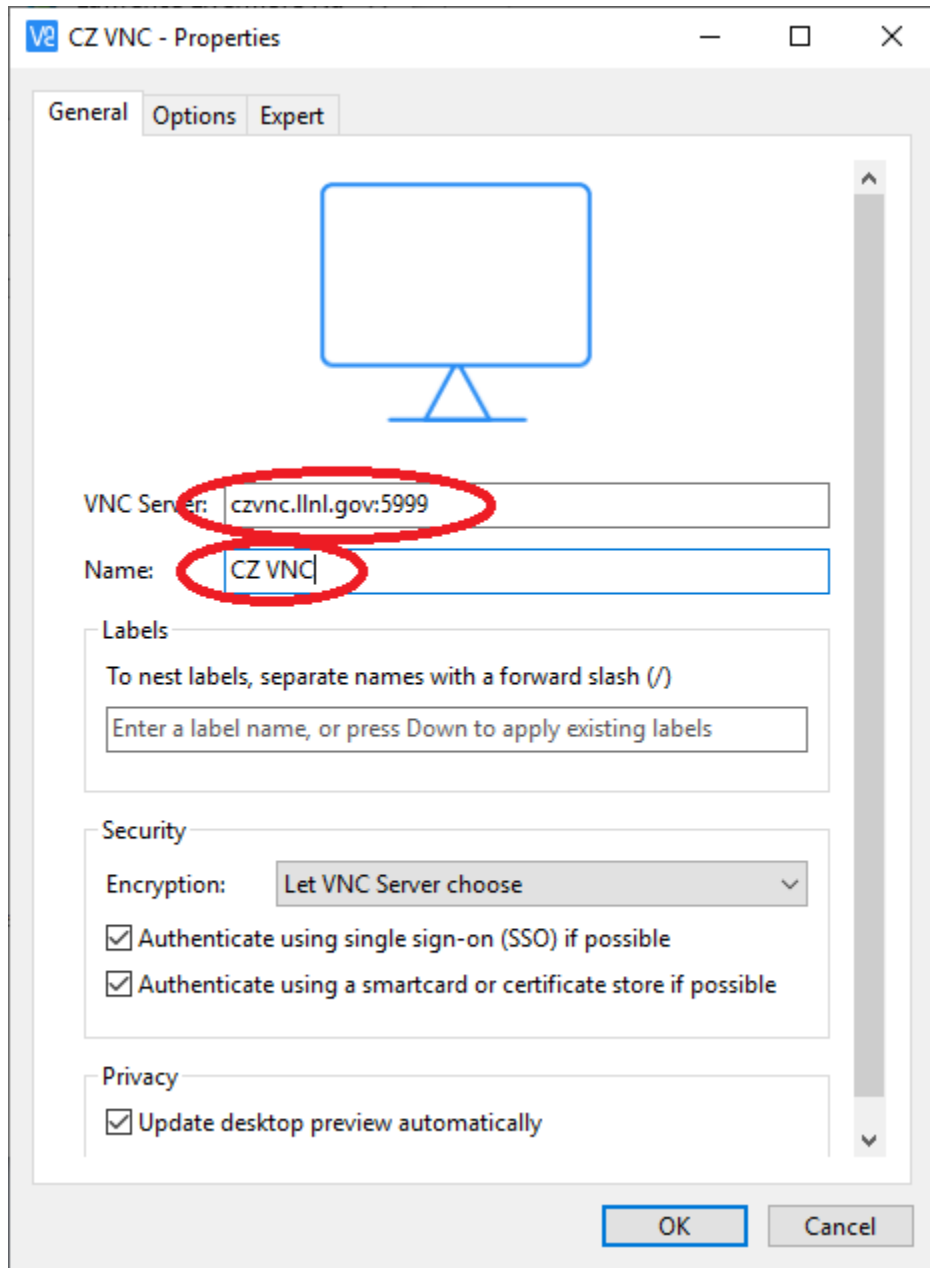 CZ VNC - Properties
General Options Expert
VNC Server: czvnc.llnl.gov:5999
Name: CZ VNC
Labels
To nest labels, separate names with a forward slash (/)
Enter a label name, or press Down to apply existing labels
Security
Encryption: Let VNC Server choose
Authenticate using single sign-on (SSO) if possible
Authenticate using a smartcard or certificate store if possible
Privacy
Update desktop preview automatically
OK Cancel